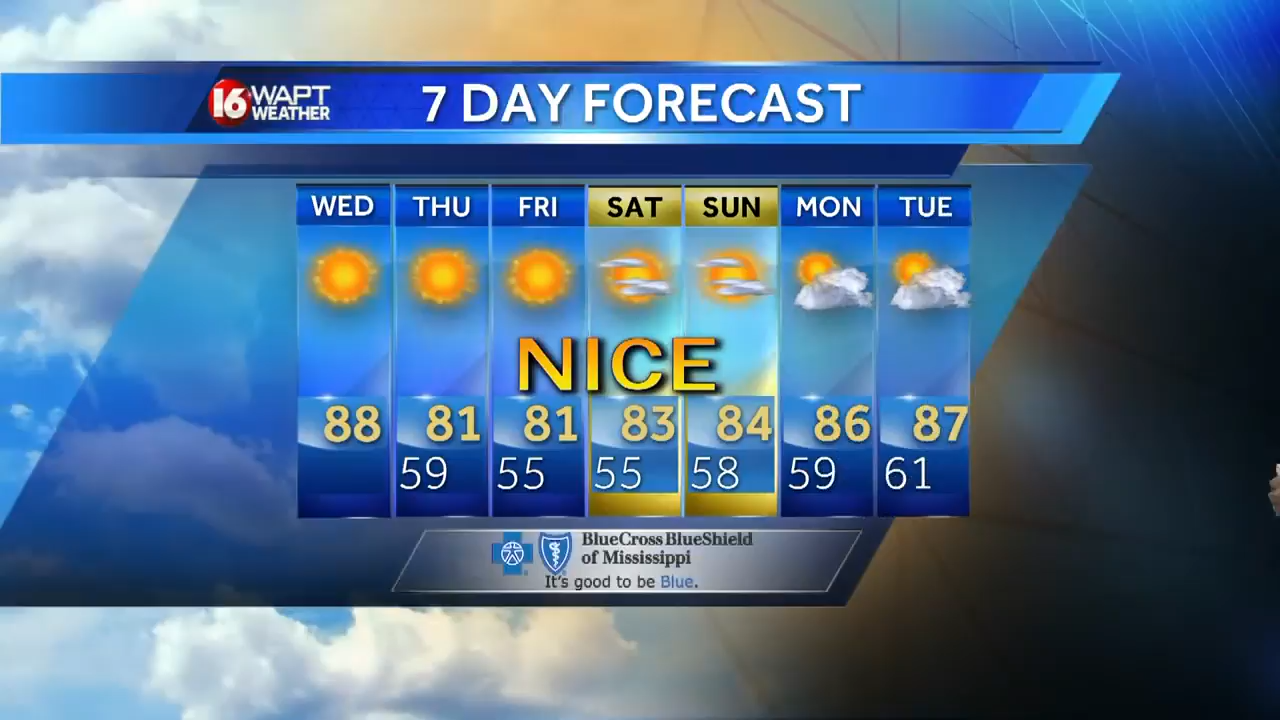 16 WAPT
WEATHER
7 DAY FORECAST
WED THU FRI SAT SUN MON TUE
NICE
88 81 81 83 84 86 87
59 55 55 58 59 61
BlueCross BlueShield
of Mississippi
It's good to be Blue.